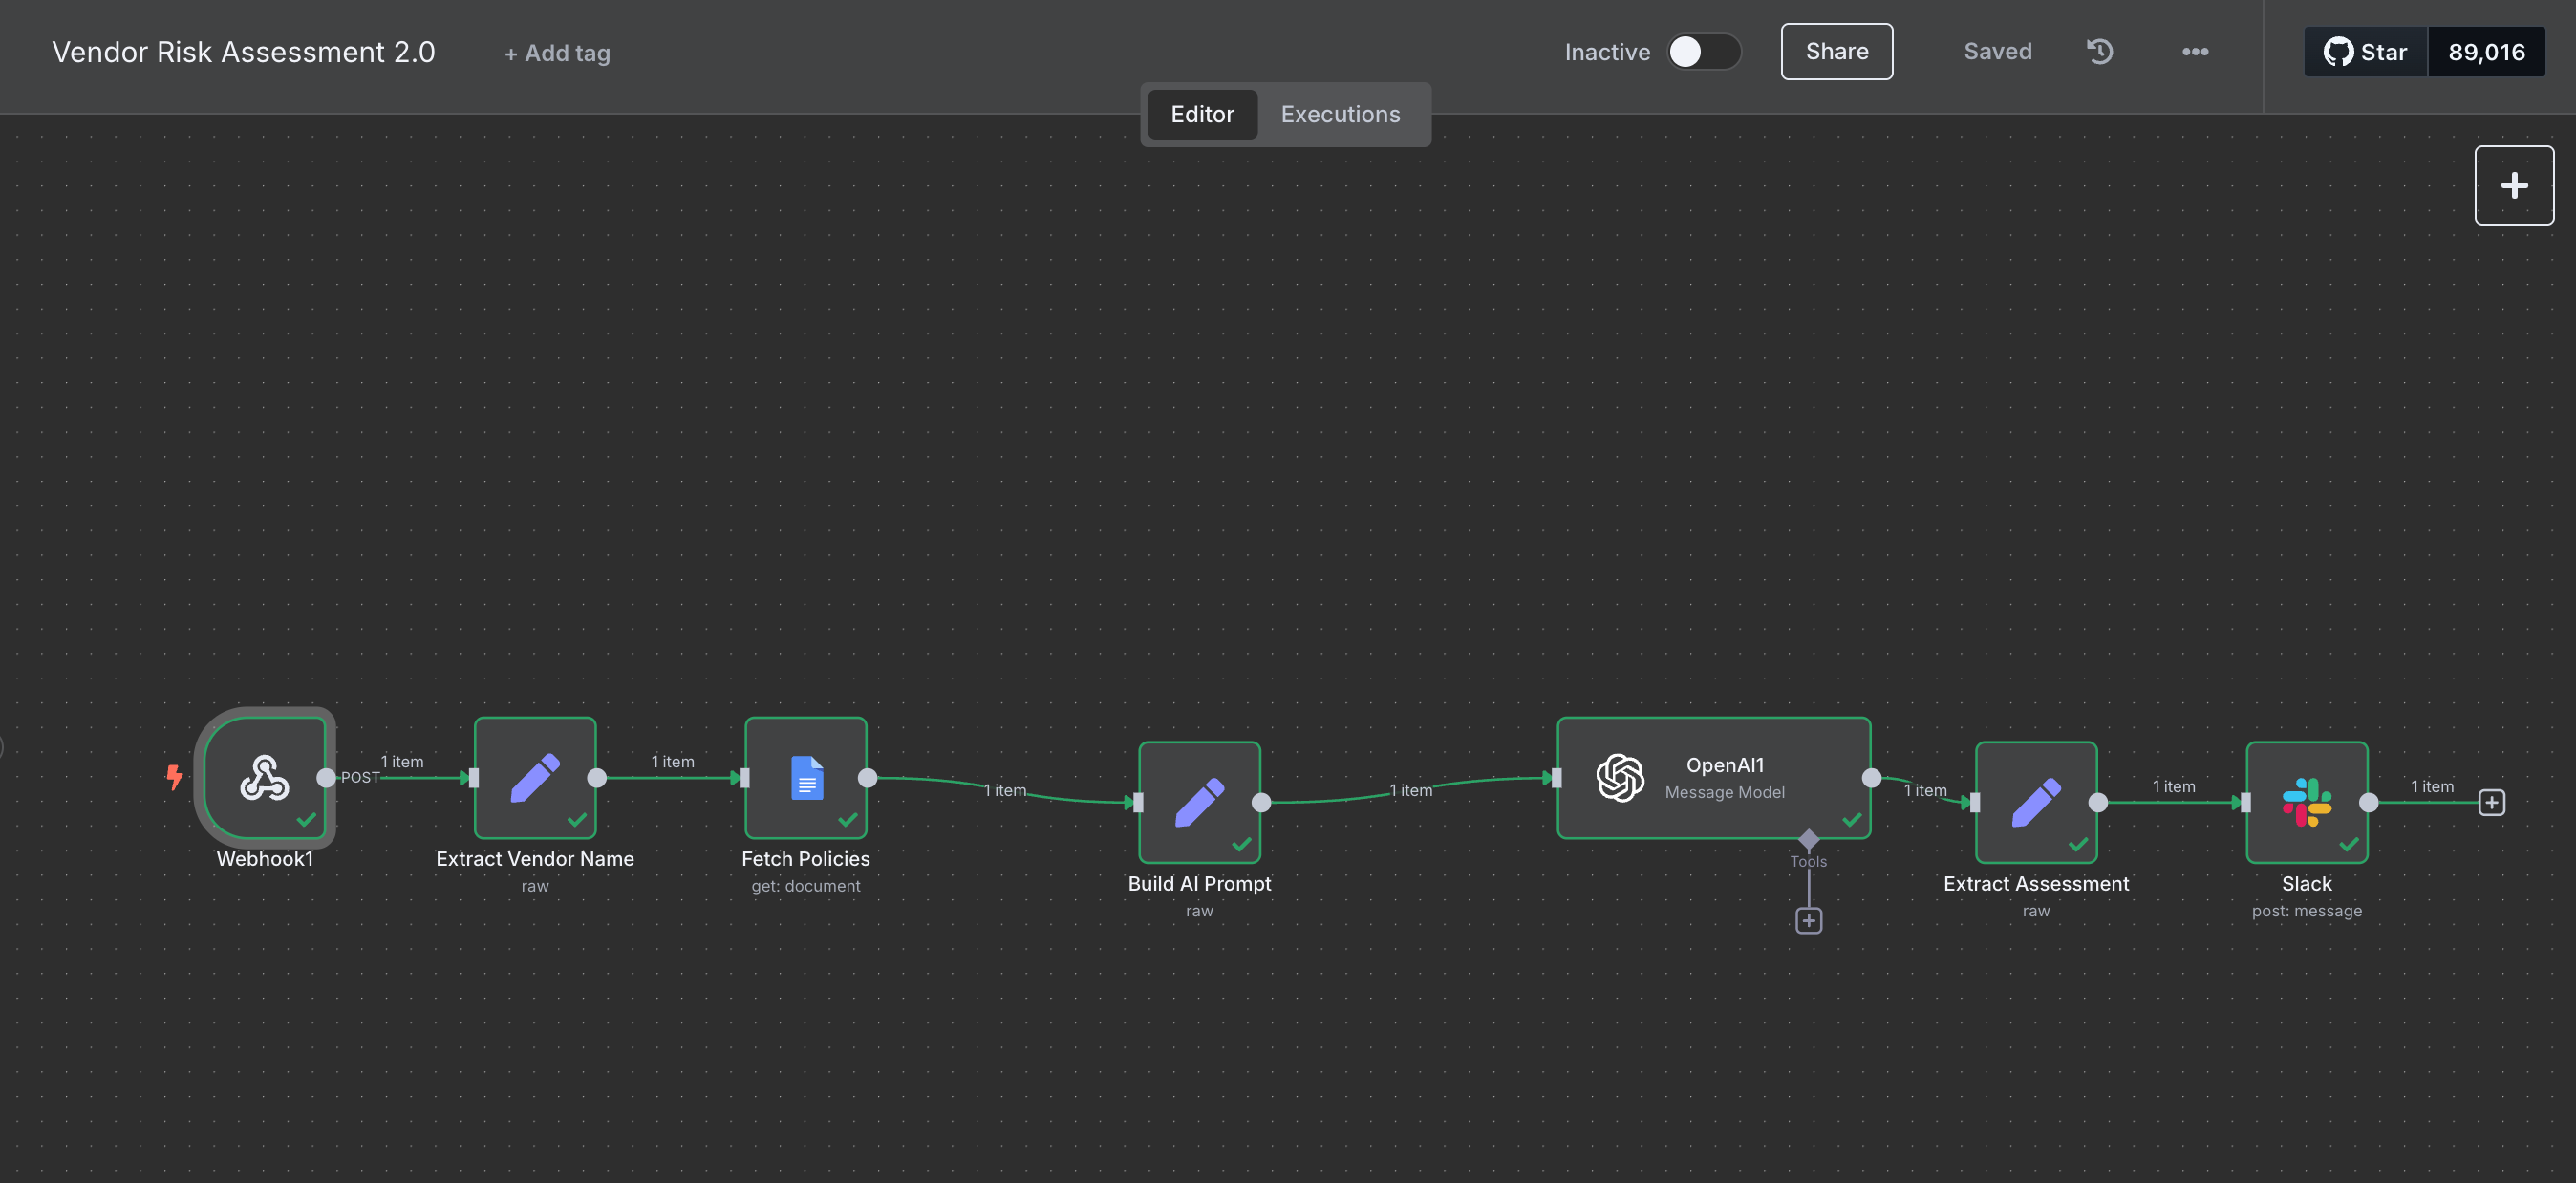 Vendor Risk Assessment 2.0
+ Add tag
Inactive
Share
Saved
Star
89,016
Editor
Executions
POST
1 item
1 item
1 item
1 item
1 item
1 item
1 item
Webhook1
Extract Vendor Name
raw
Fetch Policies
get: document
Build AI Prompt
raw
OpenAI1
Message Model
Tools
Extract Assessment
raw
Slack
post: message